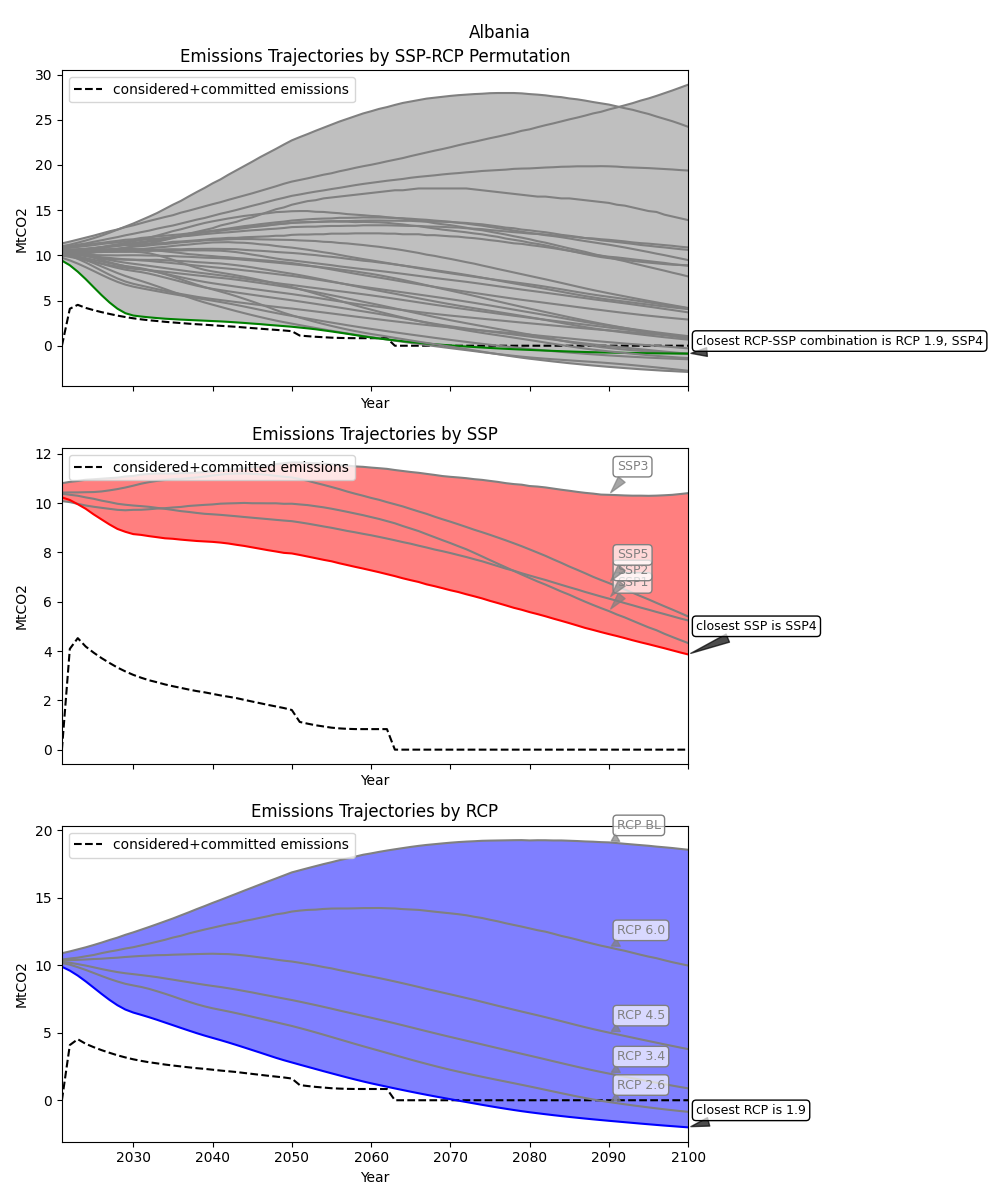 Albania
Emissions Trajectories by SSP-RCP Permutation
30
25
20
15
10
5
0
MtCO2
considered+committed emissions
closest RCP-SSP combination is RCP 1.9, SSP4
Year
Emissions Trajectories by SSP
12
10
8
6
4
2
0
MtCO2
considered+committed emissions
SSP3
SSP5
SSP2
SSP1
closest SSP is SSP4
Year
Emissions Trajectories by RCP
20
15
10
5
0
MtCO2
considered+committed emissions
RCP BL
RCP 6.0
RCP 4.5
RCP 3.4
RCP 2.6
closest RCP is 1.9
2030 2040 2050 2060 2070 2080 2090 2100
Year